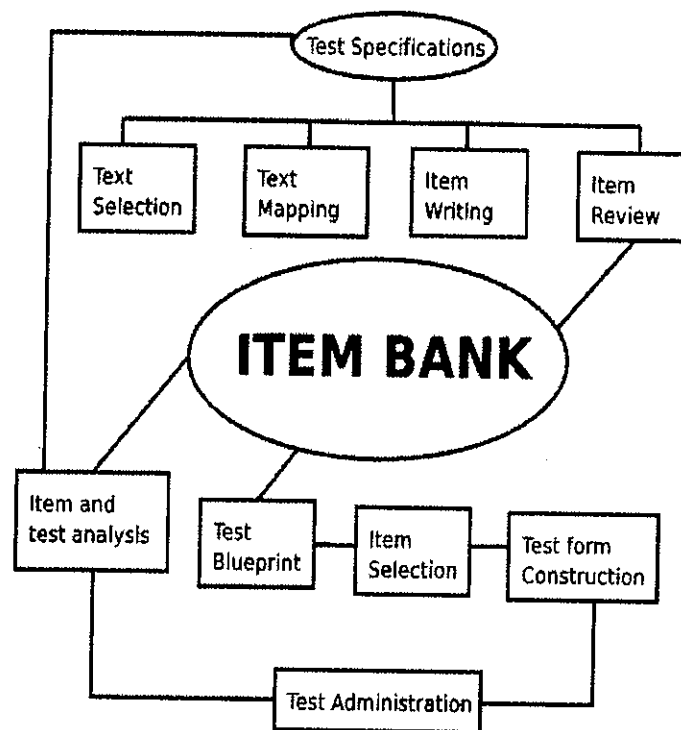 Test Specifications
Text
Selection
Text
Mapping
Item
Writing
Item
Review
ITEM BANK
Item and
test analysis
Test
Blueprint
Item
Selection
Test form
Construction
Test Administration